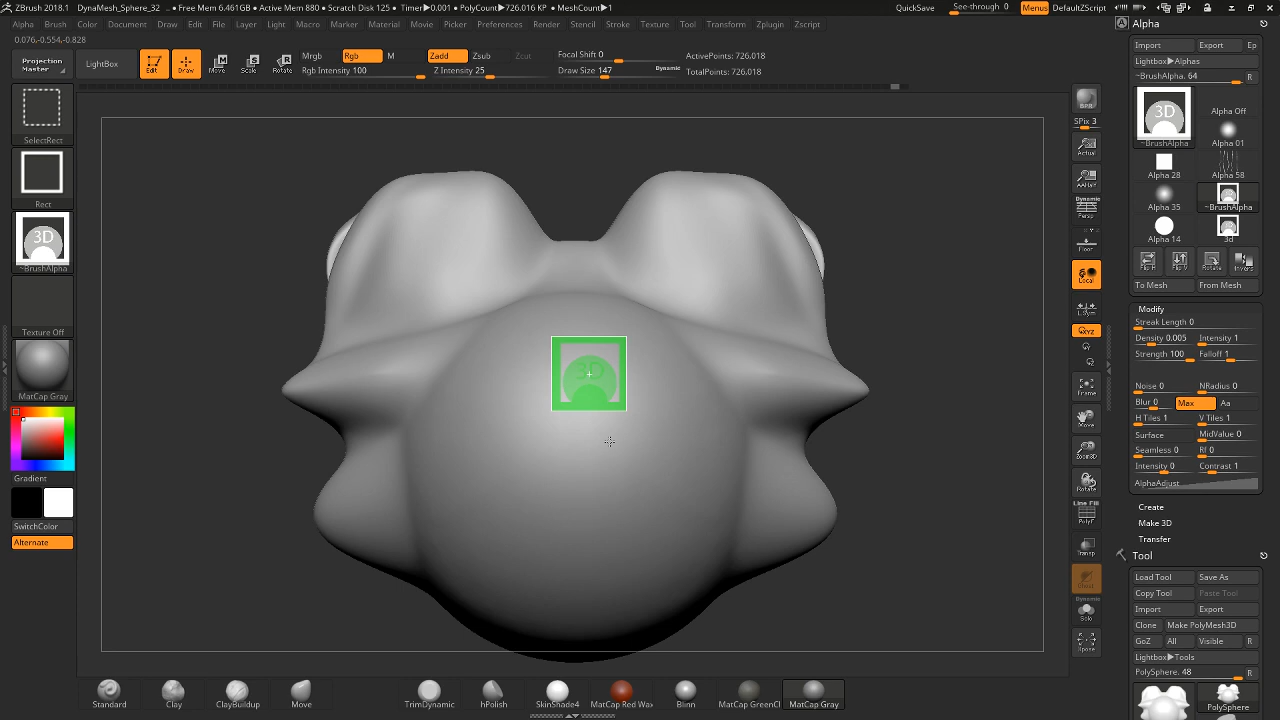 ZBrush 2018.1 DynaMesh_Sphere_32 .. • Free Mem 6.461GB • Active Mem 880 • Scratch Disk 125 • Timer▶0.001 • PolyCount▶726.016 KP • MeshCount▶1 QuickSave See-through 0 Menus DefaultZScript
Alpha Brush Color Document Draw Edit File Layer Light Macro Marker Material Movie Picker Preferences Render Stencil Stroke Texture Tool Transform Zplugin Zscript
0.076,-0.554,-0.828
Projection Master
LightBox
Edit
Draw
Move
Scale
Rotate
Mrgb Rgb M
Rgb Intensity 100
Zadd Zsub Zcut
Z Intensity 25
Focal Shift 0
Draw Size 147
Dynamic
ActivePoints: 726.018
TotalPoints: 726.018
SelectRect
Rect
3D
~BrushAlpha
Texture Off
MatCap Gray
Gradient
SwitchColor
Alternate
3D
BPR
SPix 3
Actual
AAHalf
Dynamic
Persp
Floor
Local
L.Sym
Frame
Move
Zoom3D
Rotate
Line Fill
PolyF
Transp
Dynamic
Solo
Xpose
Alpha
Import Export Ep
Lightbox▶Alphas
~BrushAlpha. 64 R
3D
~BrushAlpha
Alpha Off
Alpha 01
Alpha 28 Alpha 58
Alpha 35 ~BrushAlpha
Alpha 14 3d
Flip H Flip V Rotate Invers
To Mesh From Mesh
Modify
Streak Length 0
Density 0.005 Intensity 1
Strength 100 Falloff 1
Noise 0 NRadius 0
Blur 0 Max Aa
H Tiles 1 V Tiles 1
Surface MidValue 0
Seamless 0 Rf 0
Intensity 0 Contrast 1
AlphaAdjust
Create
Make 3D
Transfer
Tool
Load Tool Save As
Copy Tool Paste Tool
Import Export
Clone Make PolyMesh3D
GoZ All Visible R
Lightbox▶Tools
PolySphere. 48 R
PolySphere
Standard Clay ClayBuildup Move TrimDynamic hPolish SkinShade4 MatCap Red Wax Blinn MatCap GreenCl MatCap Gray